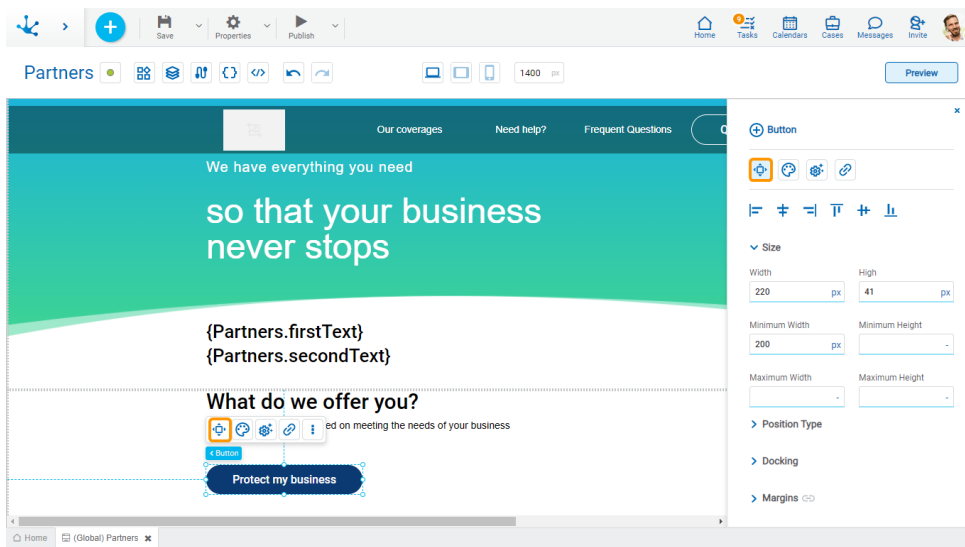 Save
Properties
Publish
Home
9
Tasks
Calendars
Cases
Messages
Invite
Partners
1400 px
Preview
Our coverages
Need help?
Frequent Questions
We have everything you need
so that your business
never stops
{Partners.firstText}
{Partners.secondText}
What do we offer you?
ed on meeting the needs of your business
< Button
Protect my business
Button
Size
Width
High
220 px
41 px
Minimum Width
Minimum Height
200 px
-
Maximum Width
Maximum Height
-
-
Position Type
Docking
Margins
Home
(Global) Partners